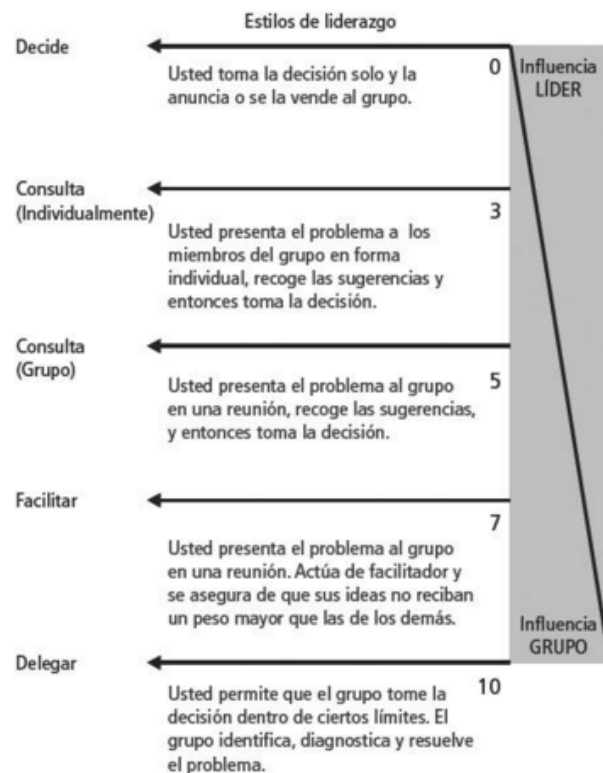 Estilos de liderazgo
Decide
0
Influencia
LÍDER
Usted toma la decisión solo y la
anuncia o se la vende al grupo.
Consulta
(Individualmente)
3
Usted presenta el problema a los
miembros del grupo en forma
individual, recoge las sugerencias y
entonces toma la decisión.
Consulta
(Grupo)
5
Usted presenta el problema al grupo
en una reunión, recoge las sugerencias,
y entonces toma la decisión.
Facilitar
7
Usted presenta el problema al grupo
en una reunión. Actúa de facilitador y
se asegura de que sus ideas no reciban
un peso mayor que las de los demás.
Influencia
GRUPO
Delegar
10
Usted permite que el grupo tome la
decisión dentro de ciertos límites. El
grupo identifica, diagnostica y resuelve
el problema.